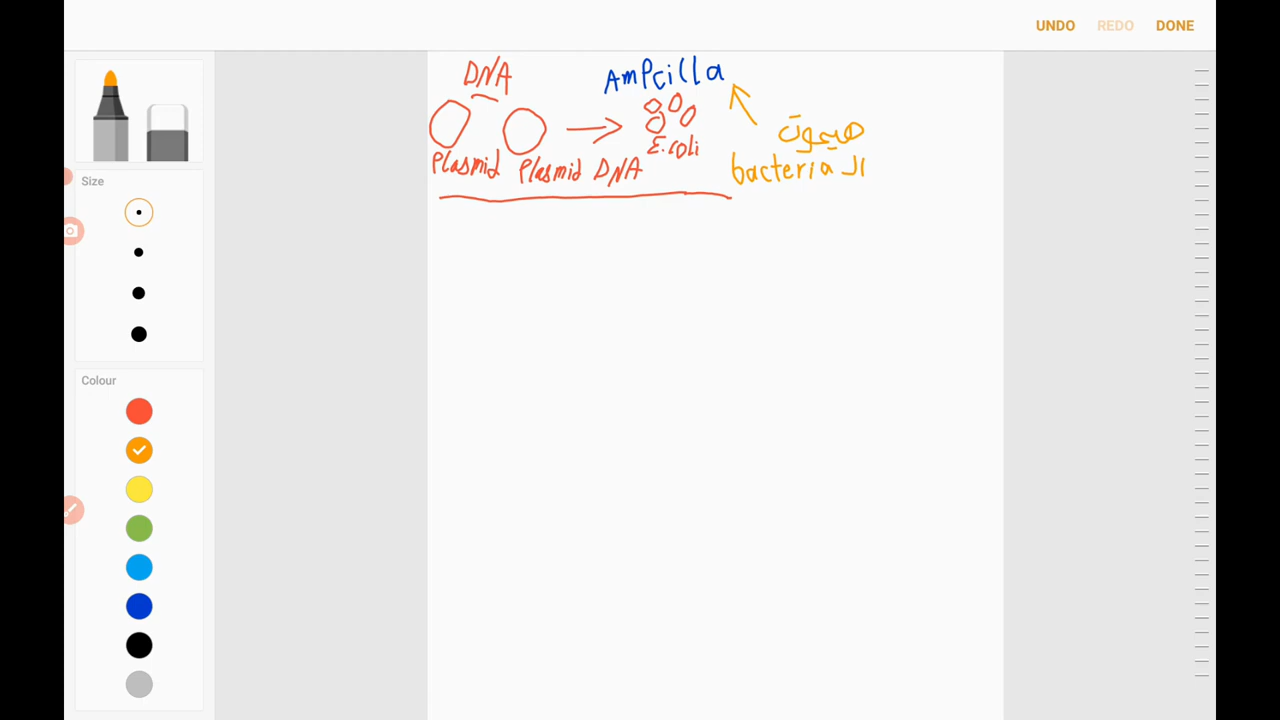 UNDO REDO DONE
Size
Colour
DNA
Ampcilla
هيموت
ال bacteria
E.coli
Plasmid
Plasmid DNA